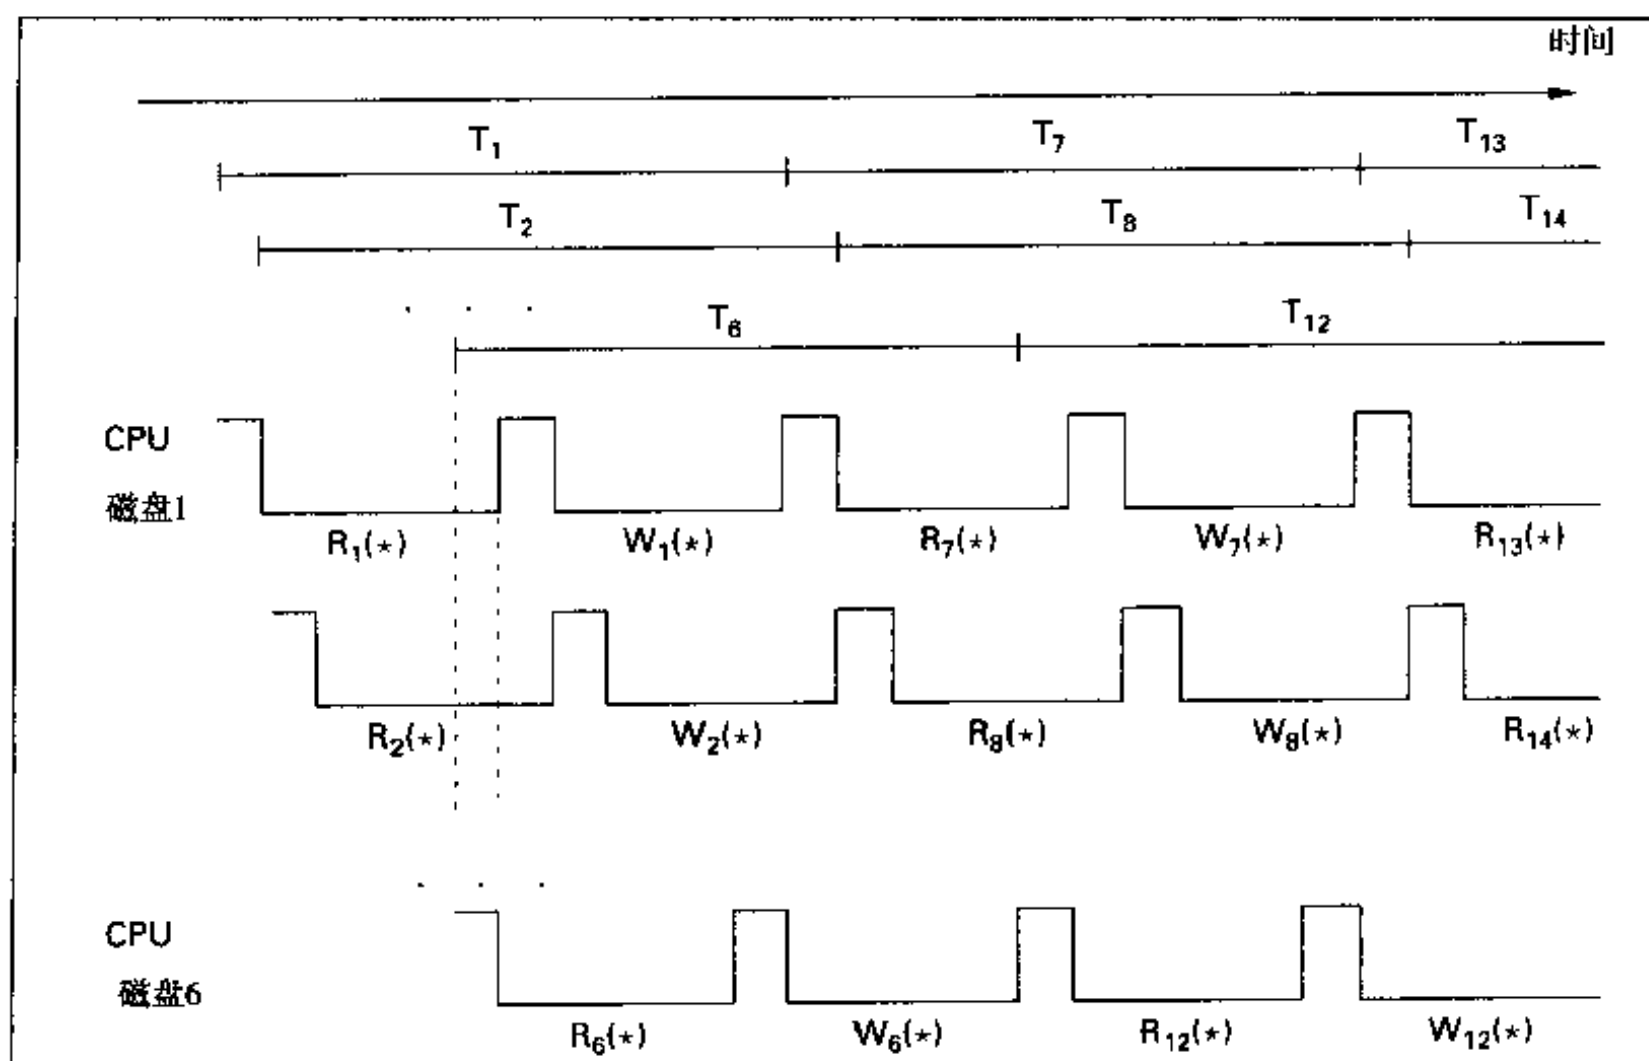 时间
T₁ T₇ T₁₃
T₂ T₈ T₁₄
. . .
T₆ T₁₂
CPU
磁盘1
R₁(*) W₁(*) R₇(*) W₇(*) R₁₃(*)
R₂(*) W₂(*) R₈(*) W₈(*) R₁₄(*)
. . .
CPU
磁盘6
R₆(*) W₆(*) R₁₂(*) W₁₂(*)